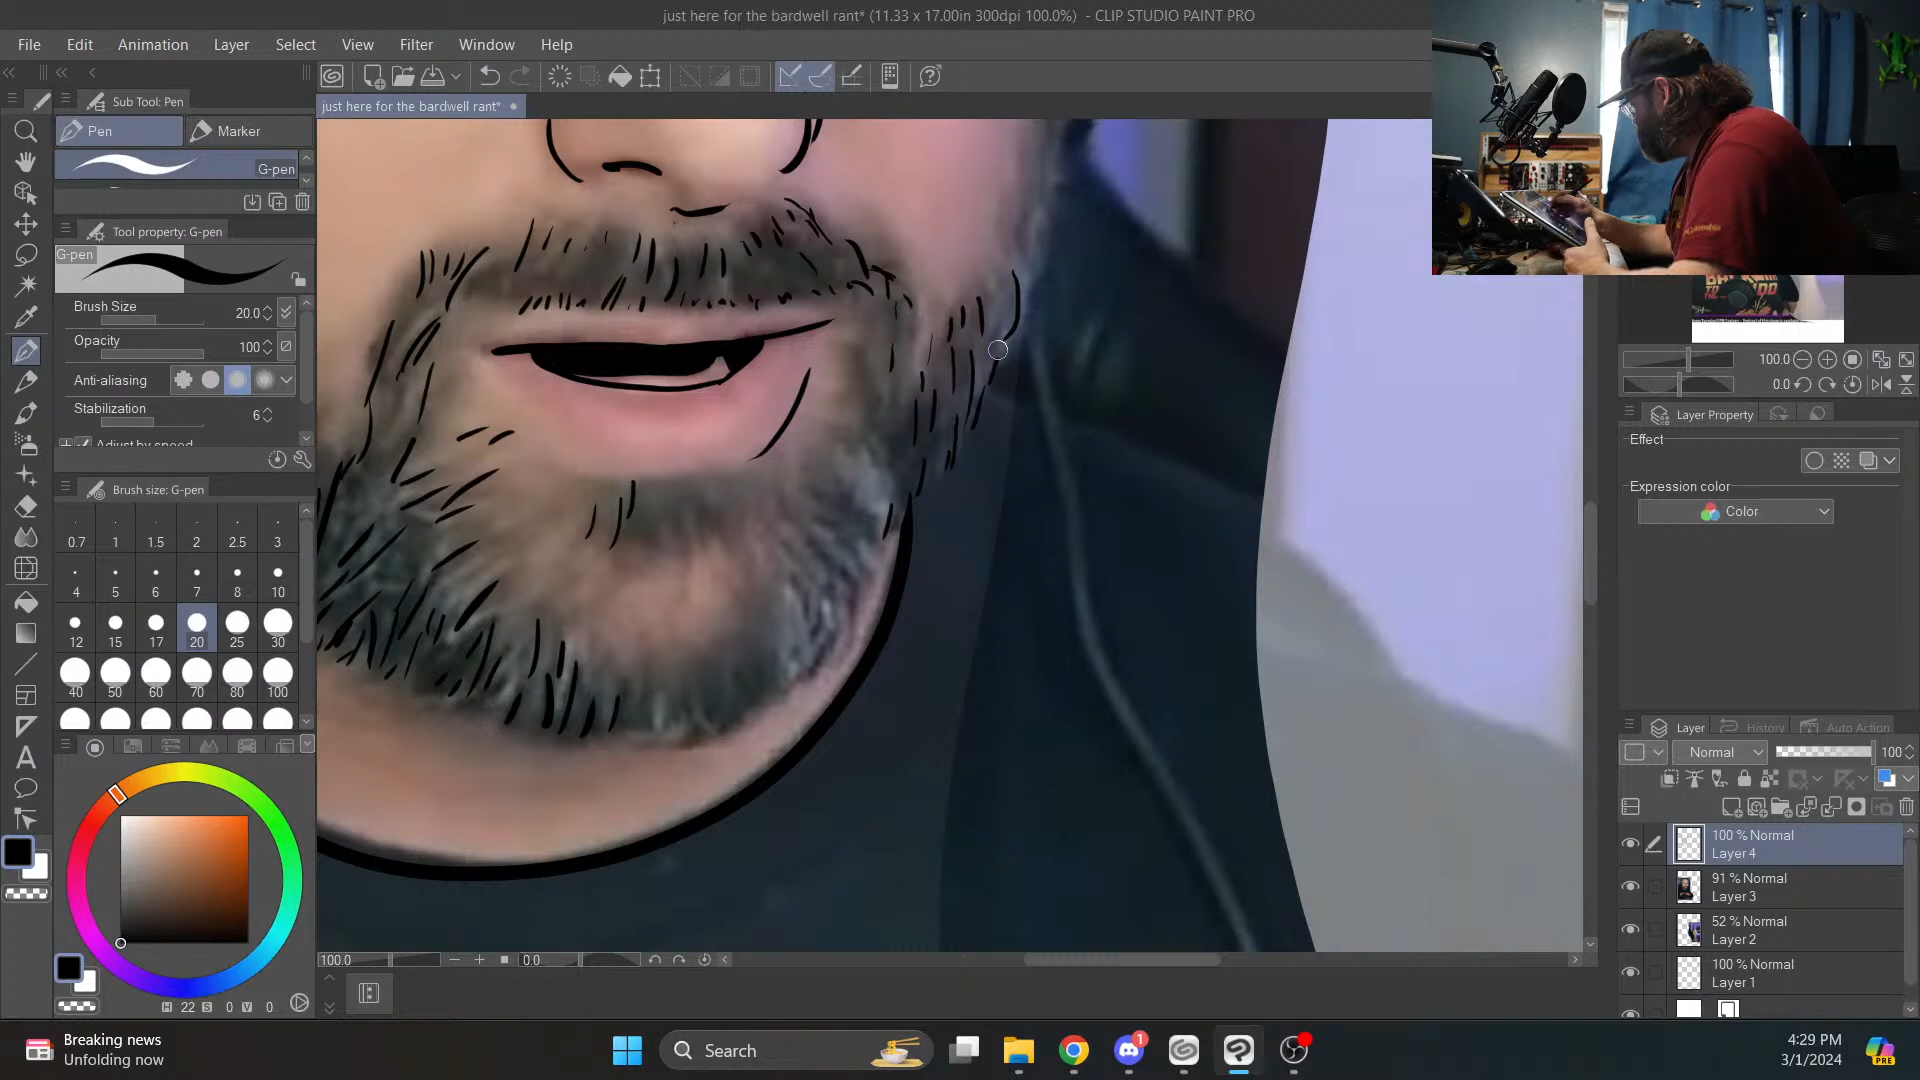 just here for the bardwell rant* (11.33 x 17.00in 300dpi 100.0%) - CLIP STUDIO PAINT PRO
File Edit Animation Layer Select View Filter Window Help
Sub Tool: Pen
just here for the bardwell rant*
Pen Marker
G-pen
Tool property: G-pen
G-pen
Brush Size 20.0
Opacity 100
Anti-aliasing
Stabilization 6
Adjust by speed
Brush size: G-pen
0.7 1 1.5 2 2.5 3
4 5 6 7 8 10
12 15 17 20 25 30
40 50 60 70 80 100
H 22 S 0 V 0
100.0 0.0
100.0
0.0
Layer Property
Effect
Expression color
Color
Layer History Auto Action
Normal 100
100 % Normal
Layer 4
91 % Normal
Layer 3
52 % Normal
Layer 2
100 % Normal
Layer 1
Breaking news
Unfolding now
Search
1
4:29 PM
3/1/2024
PRE